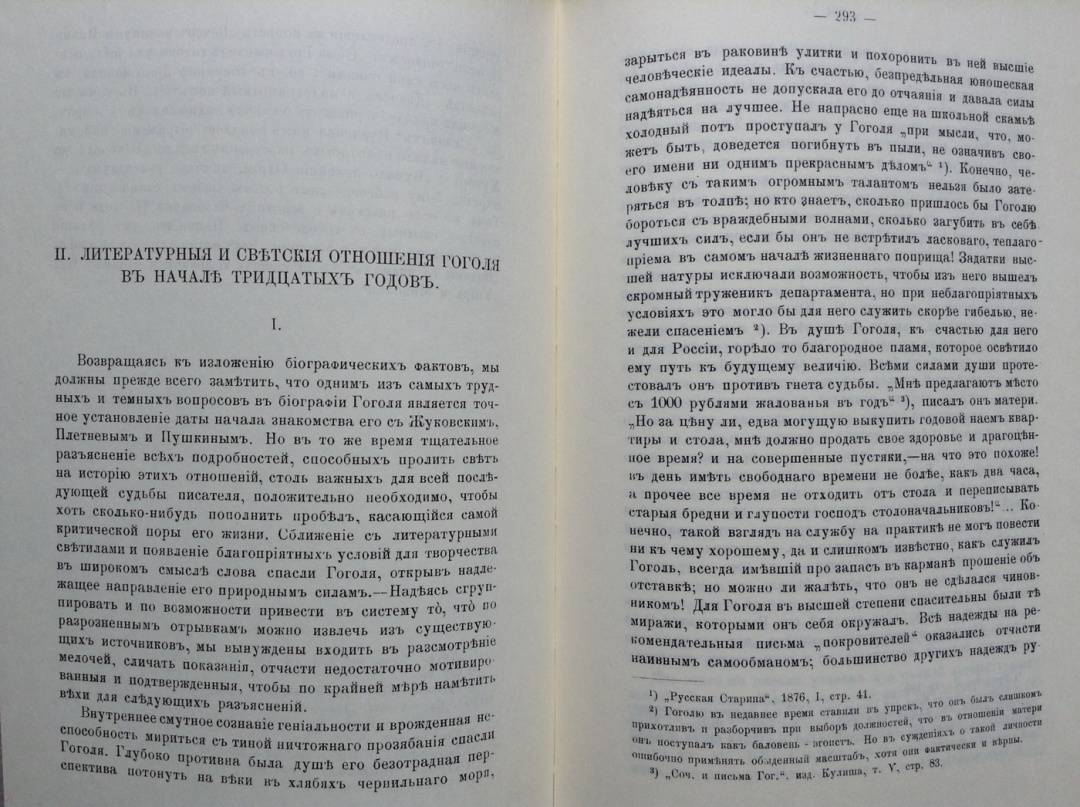 II. ЛИТЕРАТУРНЫЯ И СВѢТСКІЯ ОТНОШЕНІЯ ГОГОЛЯ
ВЪ НАЧАЛѢ ТРИДЦАТЫХЪ ГОДОВЪ.
I.
Возвращаясь къ изложенію біографическихъ фактовъ, мы
должны прежде всего замѣтить, что однимъ изъ самыхъ труд-
ныхъ и темныхъ вопросовъ въ біографіи Гоголя является точ-
ное установленіе даты начала знакомства его съ Жуковскимъ,
Плетневымъ и Пушкинымъ. Но въ то же время тщательное
разъясненіе всѣхъ подробностей, способныхъ пролить свѣтъ
на исторію этихъ отношеній, столь важныхъ для всей послѣ-
дующей судьбы писателя, положительно необходимо, чтобы
хоть сколько-нибудь пополнить пробѣлъ, касающійся самой
критической поры его жизни. Сближеніе съ литературными
свѣтилами и появленіе благопріятныхъ условій для творчества
въ широкомъ смыслѣ слова спасли Гоголя, открывъ надле-
жащее направленіе его природнымъ силамъ.—Надѣясь сгруп-
пировать и по возможности привести въ систему то̀, что̀ по
разрозненнымъ отрывкамъ можно извлечь изъ существую-
щихъ источниковъ, мы вынуждены входить въ разсмотрѣніе
мелочей, сличать показанія, отчасти недостаточно мотивиро-
ванныя и подтвержденныя, чтобы по крайней мѣрѣ намѣтить
вѣхи для слѣдующихъ разъясненій.
Внутреннее смутное сознаніе геніальности и врожденная не-
способность мириться съ тиной ничтожнаго прозябанія спасли
Гоголя. Глубоко противна была душѣ его безотрадная пер-
спектива потонуть на вѣки въ хлябяхъ чернильнаго моря,
— 293 —
зарыться въ раковинѣ улитки и похоронить въ ней высшіе
человѣческіе идеалы. Къ счастью, безпредѣльная юношеская
самонадѣянность не допускала его до отчаянія и давала силы
надѣяться на лучшее. Не напрасно еще на школьной скамьѣ
холодный потъ проступалъ у Гоголя „при мысли, что, мо-
жетъ быть, доведется погибнуть въ пыли, не означивъ сво-
его имени ни однимъ прекраснымъ дѣломъ“ ¹). Конечно, че-
ловѣку съ такимъ огромнымъ талантомъ нельзя было зате-
ряться въ толпѣ; но кто знаетъ, сколько пришлось бы Гоголю
бороться съ враждебными волнами, сколько загубить въ себѣ
лучшихъ силъ, если бы онъ не встрѣтилъ ласковаго, теплаго
пріема въ самомъ началѣ жизненнаго поприща! Задатки выс-
шей натуры исключали возможность, чтобы изъ него вышелъ
скромный труженикъ департамента, но при неблагопріятныхъ
условіяхъ это могло бы для него служить скорѣе гибелью, не-
жели спасеніемъ ²). Въ душѣ Гоголя, къ счастью для него
и для Россіи, горѣло то благородное пламя, которое освѣтило
ему путь къ будущему величію. Всѣми силами души проте-
стовалъ онъ противъ гнета судьбы. „Мнѣ предлагаютъ мѣсто
съ 1000 рублями жалованья въ годъ“ ³), писалъ онъ матери.
„Но за цѣну ли, едва могущую выкупить годовой наемъ квар-
тиры и стола, мнѣ должно продать свое здоровье и драгоцѣн-
ное время? и на совершенные пустяки,—на что это похоже!
въ день имѣть свободнаго времени не болѣе, какъ два часа,
а прочее все время не отходить отъ стола и переписывать
старыя бредни и глупости господъ столоначальниковъ!“.. Ко-
нечно, такой взглядъ на службу на практикѣ не могъ повести
ни къ чему хорошему, да и слишкомъ извѣстно, какъ служилъ
Гоголь, всегда имѣвшій про запасъ въ карманѣ прошеніе объ
отставкѣ; но можно ли жалѣть, что онъ не сдѣлался чинов-
никомъ! Для Гоголя въ высшей степени спасительны были тѣ
миражи, которыми онъ себя окружалъ. Всѣ надежды на ре-
комендательныя письма „покровителей“ оказались отчасти
наивнымъ самообманомъ; большинство другихъ надеждъ ру-
¹) „Русская Старина“, 1876, I, стр. 41.
²) Гоголю въ недавнее время ставили въ упрекъ, что онъ былъ слишкомъ
прихотливъ и разборчивъ при выборѣ должностей, что въ отношеніи матери
онъ поступалъ какъ баловень - эгоистъ. Но въ сужденіяхъ о такой личности
ошибочно примѣнять обыденный масштабъ, хотя они фактически и вѣрны.
³) „Соч. и письма Гог.“, изд. Кулиша, т. V, стр. 83.